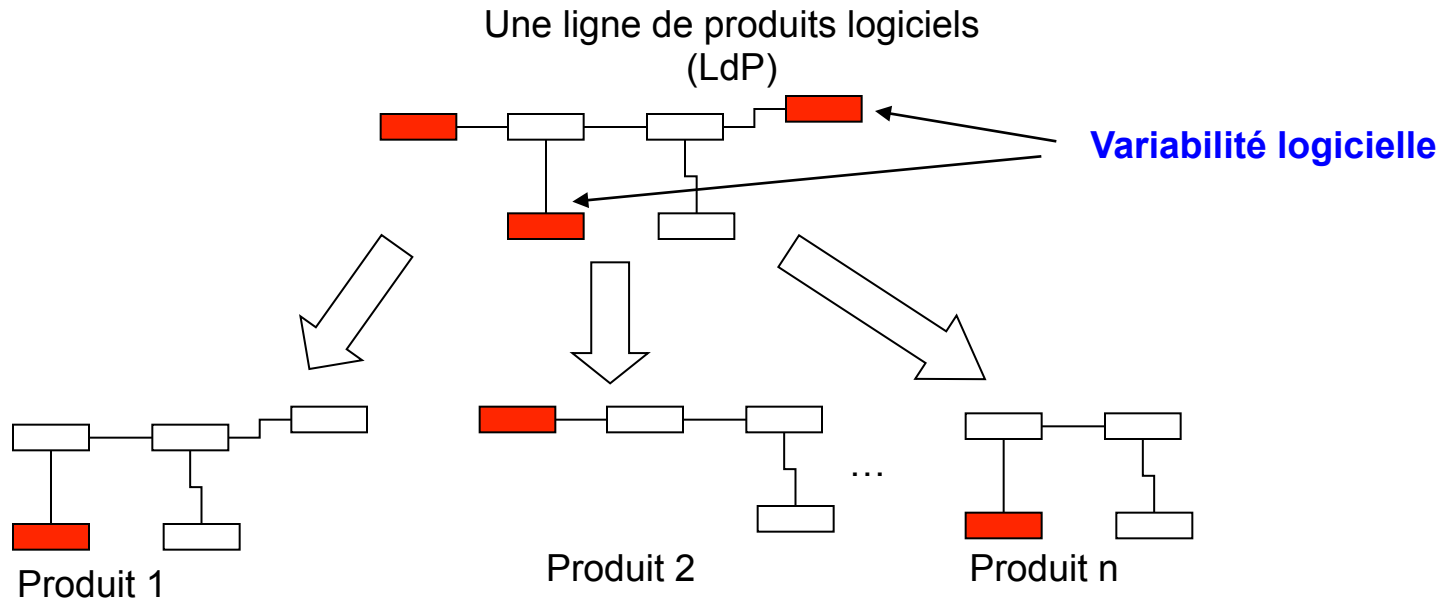 Une ligne de produits logiciels
(LdP)
Variabilité logicielle
...
Produit 1
Produit 2
Produit n